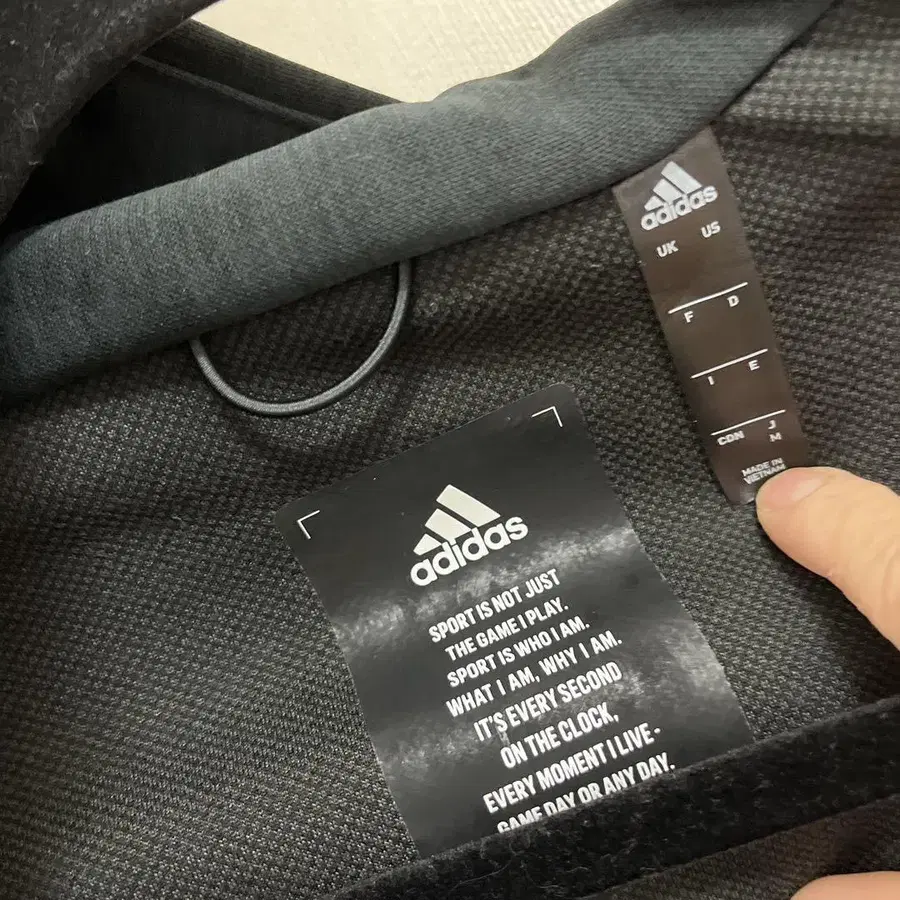 adidas
UK US
F D
I E
CDN J
M
MADE IN
VIETNAM
adidas
SPORT IS NOT JUST
THE GAME I PLAY.
SPORT IS WHO I AM.
WHAT I AM, WHY I AM.
IT'S EVERY SECOND
ON THE CLOCK,
EVERY MOMENT I LIVE -
GAME DAY OR ANY DAY.